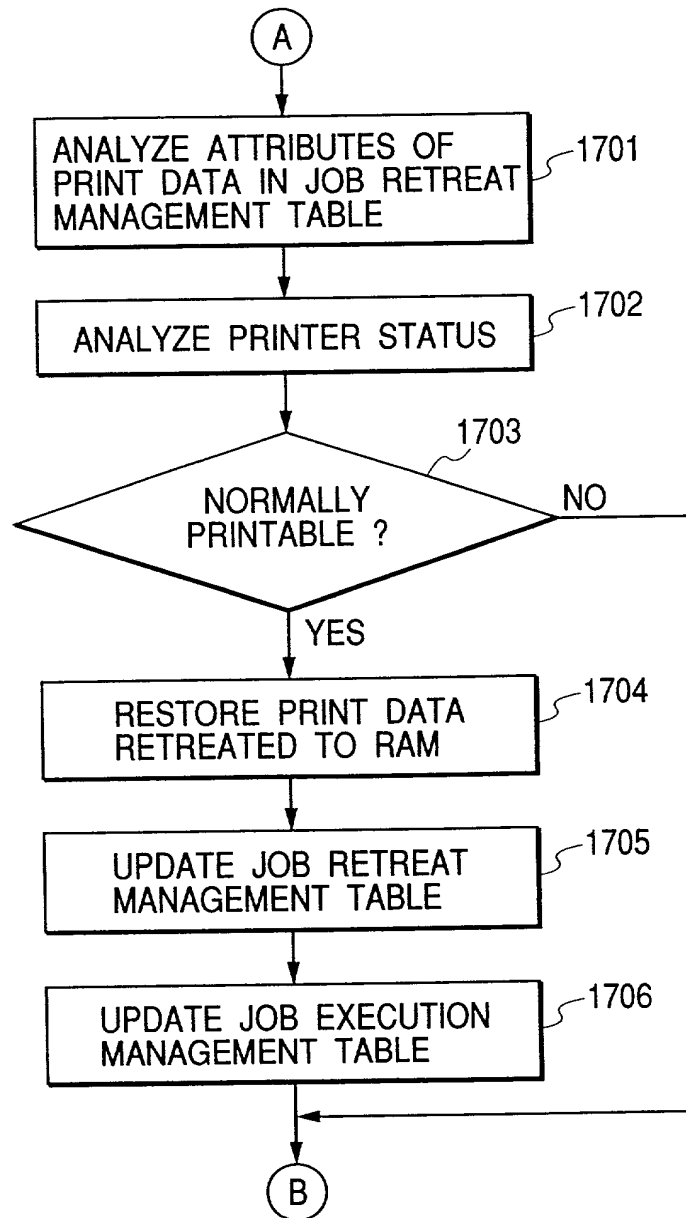 A
ANALYZE ATTRIBUTES OF
PRINT DATA IN JOB RETREAT
MANAGEMENT TABLE
1701
ANALYZE PRINTER STATUS
1702
1703
NORMALLY
PRINTABLE ?
NO
YES
RESTORE PRINT DATA
RETREATED TO RAM
1704
UPDATE JOB RETREAT
MANAGEMENT TABLE
1705
UPDATE JOB EXECUTION
MANAGEMENT TABLE
1706
B